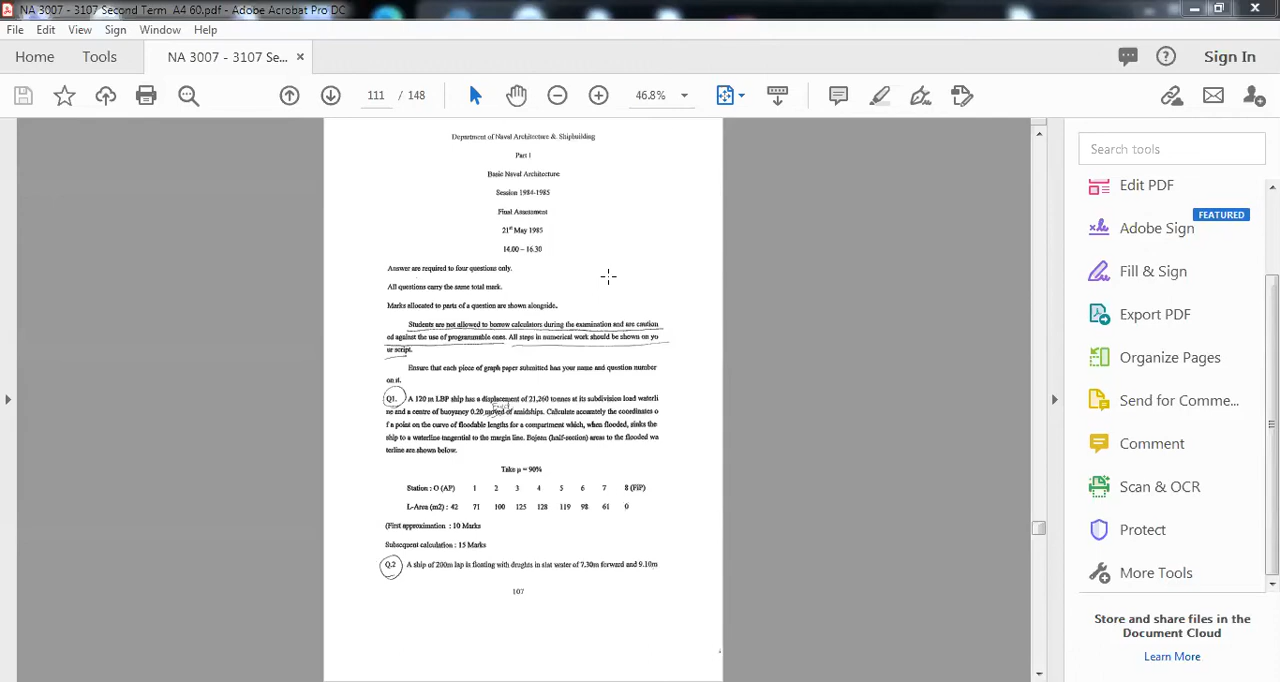 NA 3007 - 3107 Second Term A4 60.pdf - Adobe Acrobat Pro DC
File Edit View Sign Window Help
Home Tools NA 3007 - 3107 Se... × Sign In
111 / 148 46.8%
Search tools
Edit PDF
FEATURED
Adobe Sign
Fill & Sign
Export PDF
Organize Pages
Send for Comme...
Comment
Scan & OCR
Protect
More Tools
Store and share files in the
Document Cloud
Learn More
Department of Naval Architecture & Shipbuilding
Part I
Basic Naval Architecture
Session 1984-1985
Final Assessment
21st May 1985
14.00 – 16.30
Answer are required to four questions only.
All questions carry the same total mark.
Marks allocated to parts of a question are shown alongside.
Students are not allowed to borrow calculators during the examination and are caution
ed against the use of programmable ones. All steps in numerical work should be shown on yo
ur script.
Ensure that each piece of graph paper submitted has your name and question number
on it.
Q1. A 120 m LBP ship has a displacement of 21,260 tonnes at its subdivision load waterli
ne and a centre of buoyancy 0.20 moyed of amidships. Calculate accurately the coordinates o
f a point on the curve of floodable lengths for a compartment which, when flooded, sinks the
ship to a waterline tangential to the margin line. Bojean (half-section) areas to the flooded wa
terline are shown below.
Take μ = 90%
Station : O (AP) 1 2 3 4 5 6 7 8 (FiP)
L-Area (m2) : 42 71 100 125 128 119 98 61 0
(First approximation : 10 Marks
Subsequent calculation : 15 Marks
Q.2 A ship of 200m lap is floating with drughts in slat water of 7.30m forward and 9.10m
107